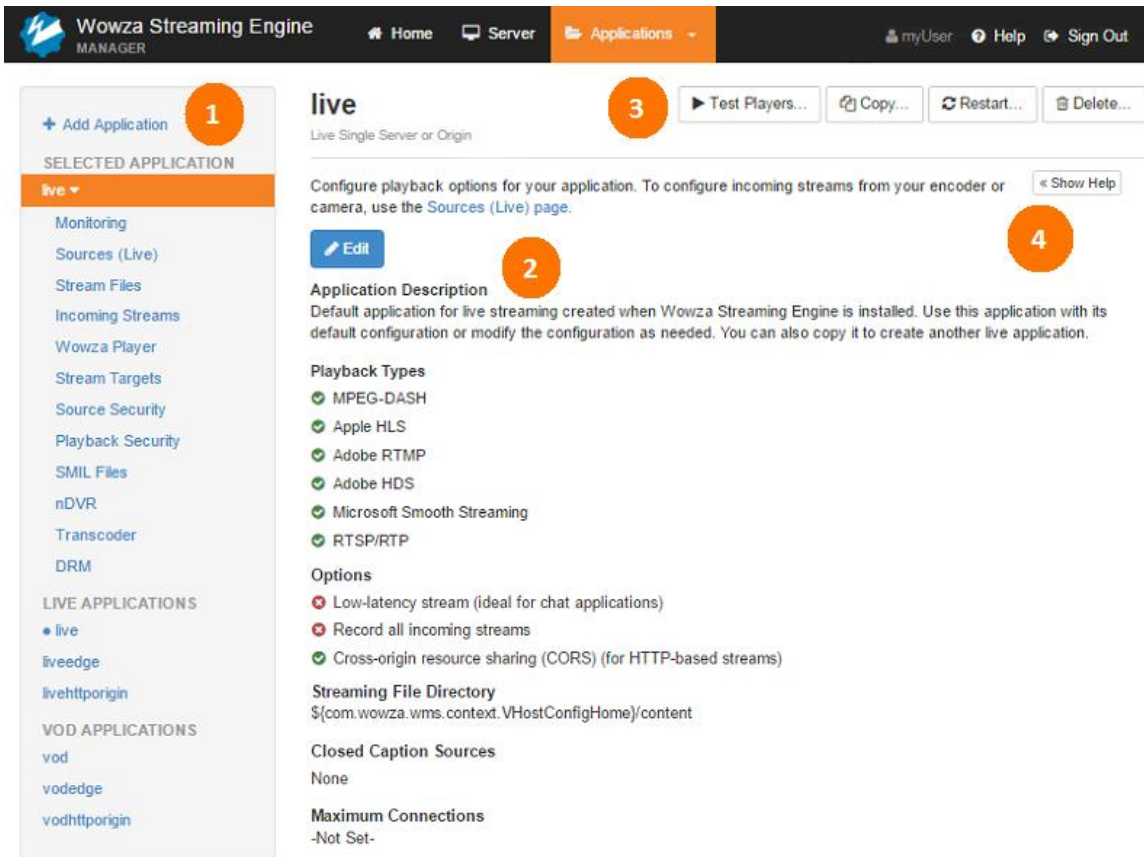 Wowza Streaming Engine
MANAGER
Home
Server
Applications
myUser
Help
Sign Out
+ Add Application
1
SELECTED APPLICATION
live
Monitoring
Sources (Live)
Stream Files
Incoming Streams
Wowza Player
Stream Targets
Source Security
Playback Security
SMIL Files
nDVR
Transcoder
DRM
LIVE APPLICATIONS
• live
liveedge
livehttporigin
VOD APPLICATIONS
vod
vodedge
vodhttporigin
live
Live Single Server or Origin
3
Test Players...
Copy...
Restart...
Delete...
Configure playback options for your application. To configure incoming streams from your encoder or
camera, use the Sources (Live) page.
« Show Help
4
Edit
2
Application Description
Default application for live streaming created when Wowza Streaming Engine is installed. Use this application with its
default configuration or modify the configuration as needed. You can also copy it to create another live application.
Playback Types
MPEG-DASH
Apple HLS
Adobe RTMP
Adobe HDS
Microsoft Smooth Streaming
RTSP/RTP
Options
Low-latency stream (ideal for chat applications)
Record all incoming streams
Cross-origin resource sharing (CORS) (for HTTP-based streams)
Streaming File Directory
${com.wowza.wms.context.VHostConfigHome}/content
Closed Caption Sources
None
Maximum Connections
-Not Set-